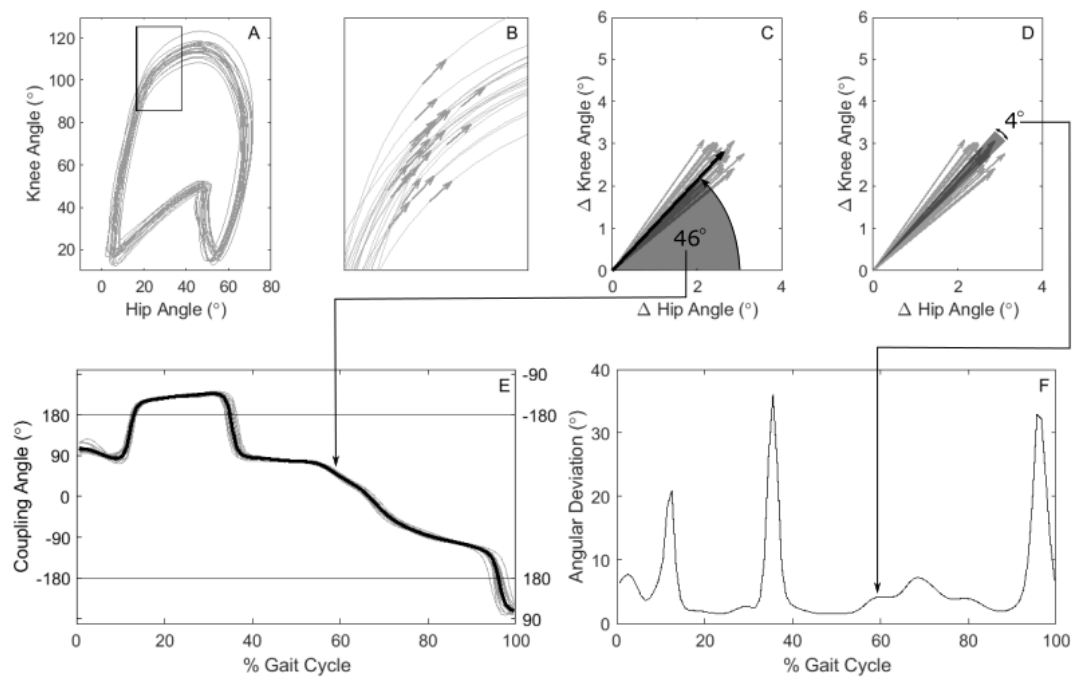 A
120
100
80
60
40
20
Knee Angle (°)
0 20 40 60 80
Hip Angle (°)
B
C
6
5
4
3
2
1
0
Δ Knee Angle (°)
46°
0 2 4
Δ Hip Angle (°)
D
6
5
4
3
2
1
0
Δ Knee Angle (°)
4°
0 2 4
Δ Hip Angle (°)
E
180
90
0
-90
-180
Coupling Angle (°)
-90
-180
180
90
0 20 40 60 80 100
% Gait Cycle
F
40
30
20
10
0
Angular Deviation (°)
0 20 40 60 80 100
% Gait Cycle